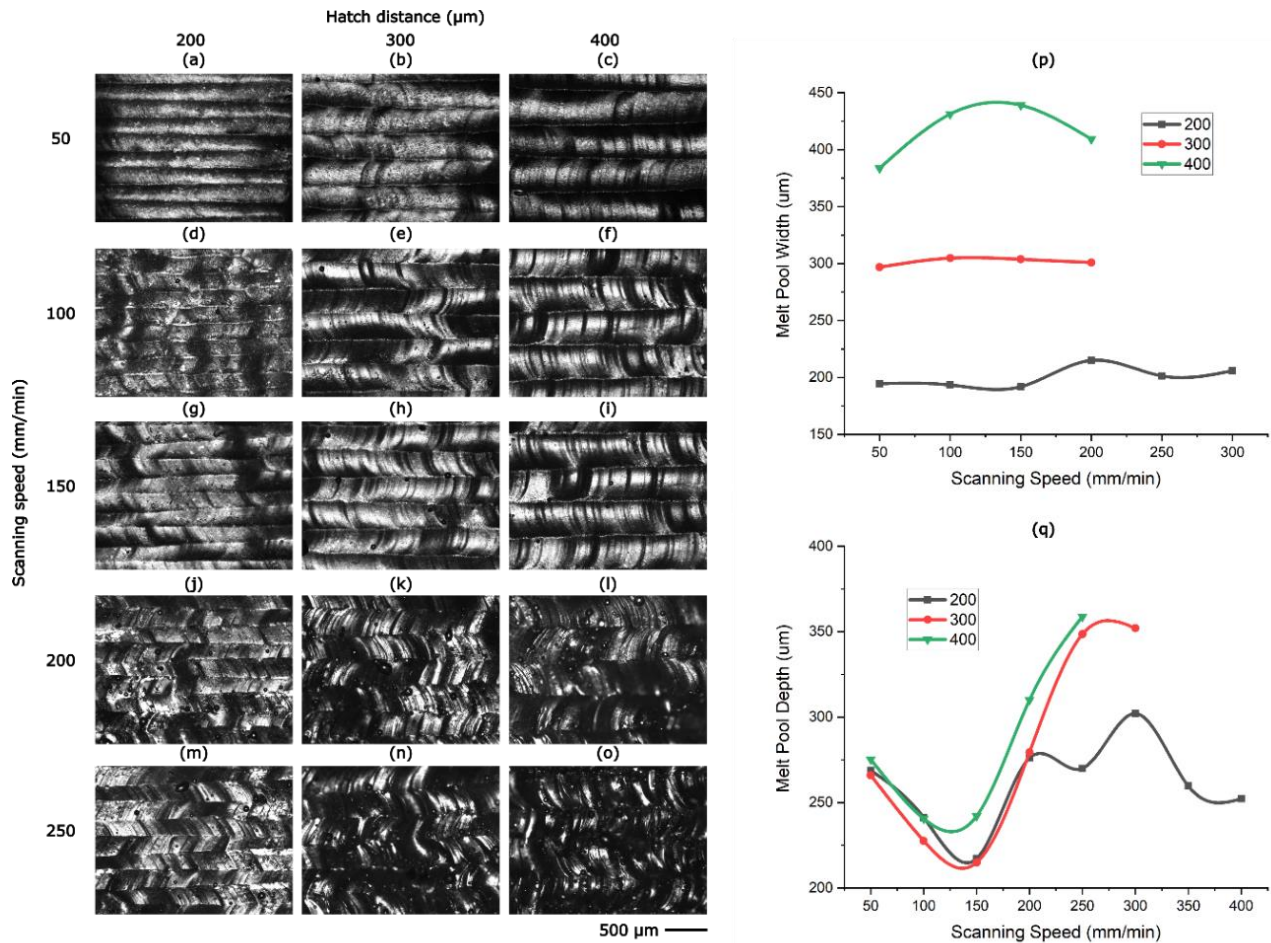 Hatch distance (µm)
200 300 400
(a) (b) (c)
50
(d) (e) (f)
100
(g) (h) (i)
150
(j) (k) (l)
200
(m) (n) (o)
250
Scanning speed (mm/min)
500 µm
(p)
450
400
350
300
250
200
150
50 100 150 200 250 300
Melt Pool Width (um)
Scanning Speed (mm/min)
200
300
400
(q)
400
350
300
250
200
50 100 150 200 250 300 350 400
Melt Pool Depth (um)
Scanning Speed (mm/min)
200
300
400